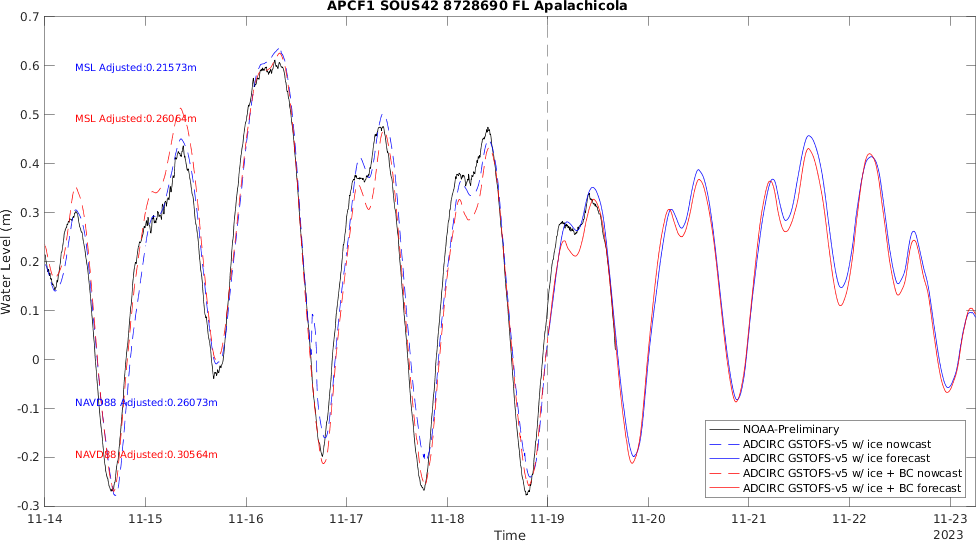 APCF1 SOUS42 8728690 FL Apalachicola
0.7
0.6
0.5
0.4
0.3
0.2
0.1
0
-0.1
-0.2
-0.3
Water Level (m)
MSL Adjusted:0.21573m
MSL Adjusted:0.26064m
NAVD88 Adjusted:0.26073m
NAVD88 Adjusted:0.30564m
NOAA-Preliminary
ADCIRC GSTOFS-v5 w/ ice nowcast
ADCIRC GSTOFS-v5 w/ ice forecast
ADCIRC GSTOFS-v5 w/ice + BC nowcast
ADCIRC GSTOFS-v5 w/ice + BC forecast
11-14 11-15 11-16 11-17 11-18 11-19 11-20 11-21 11-22 11-23
2023
Time